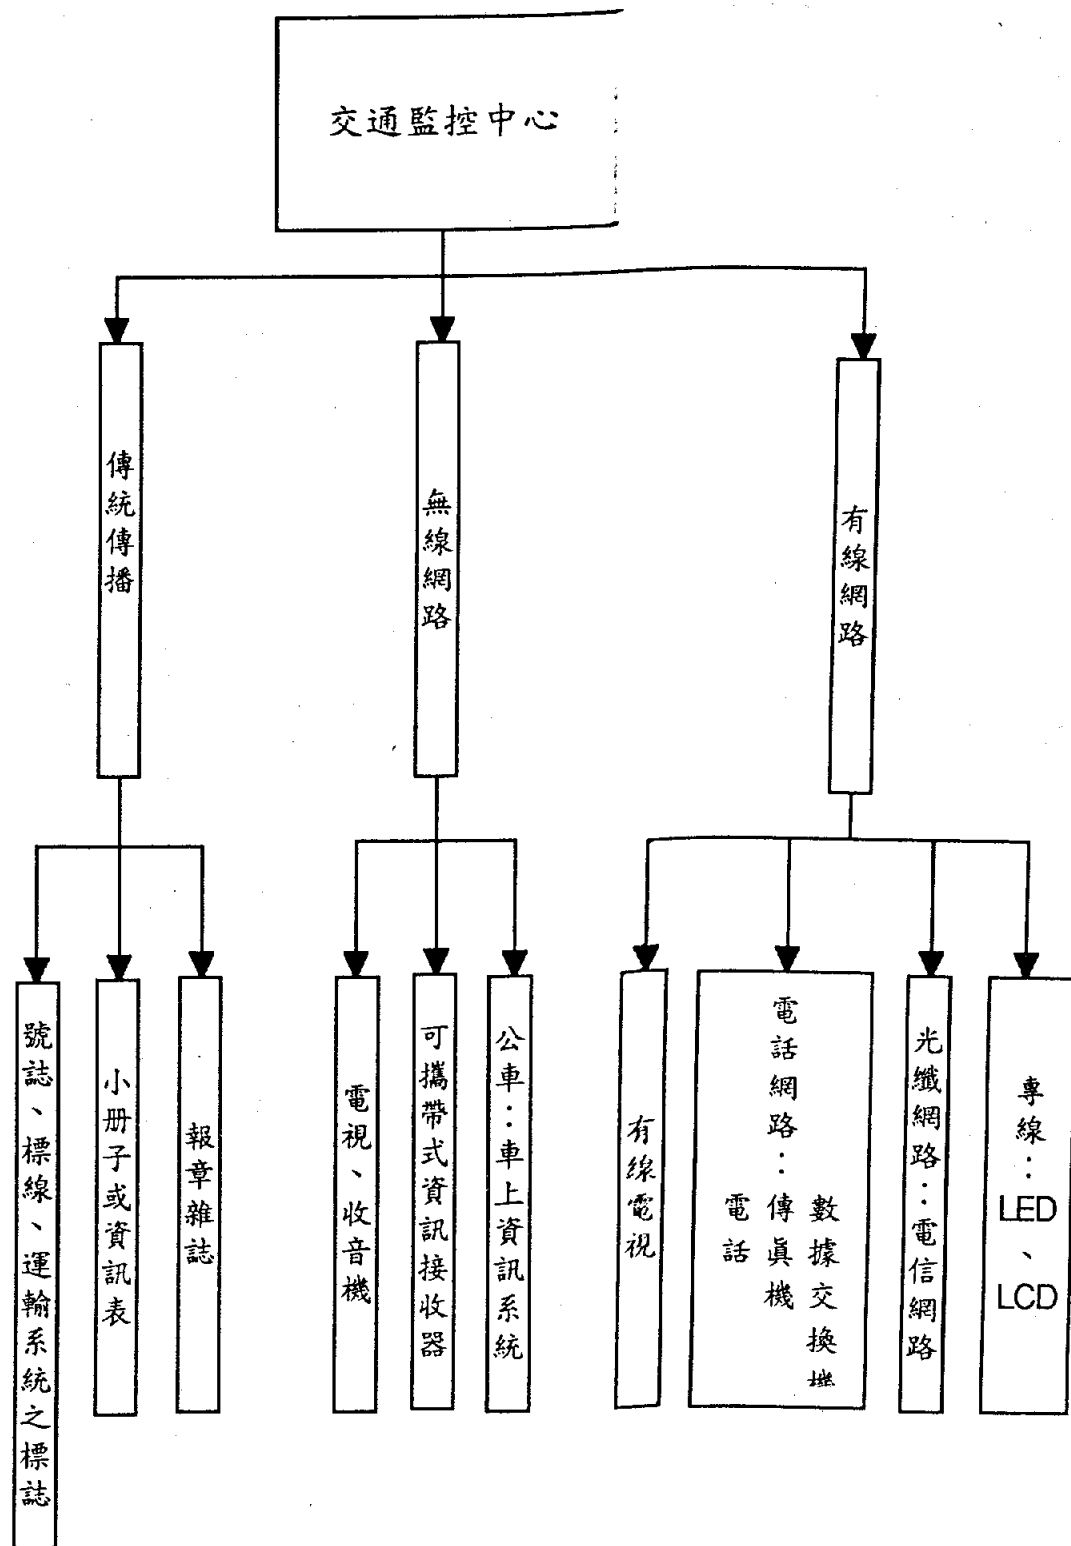 交通監控中心
傳統傳播
無線網路
有線網路
號誌、標線、運輸系統之標誌
小册子或資訊表
報章雜誌
電視、收音機
可攜帶式資訊接收器
公車：車上資訊系統
有線電視
電話網路：傳眞機
數據交換機
電話
光纖網路：電信網路
專線：LED、LCD